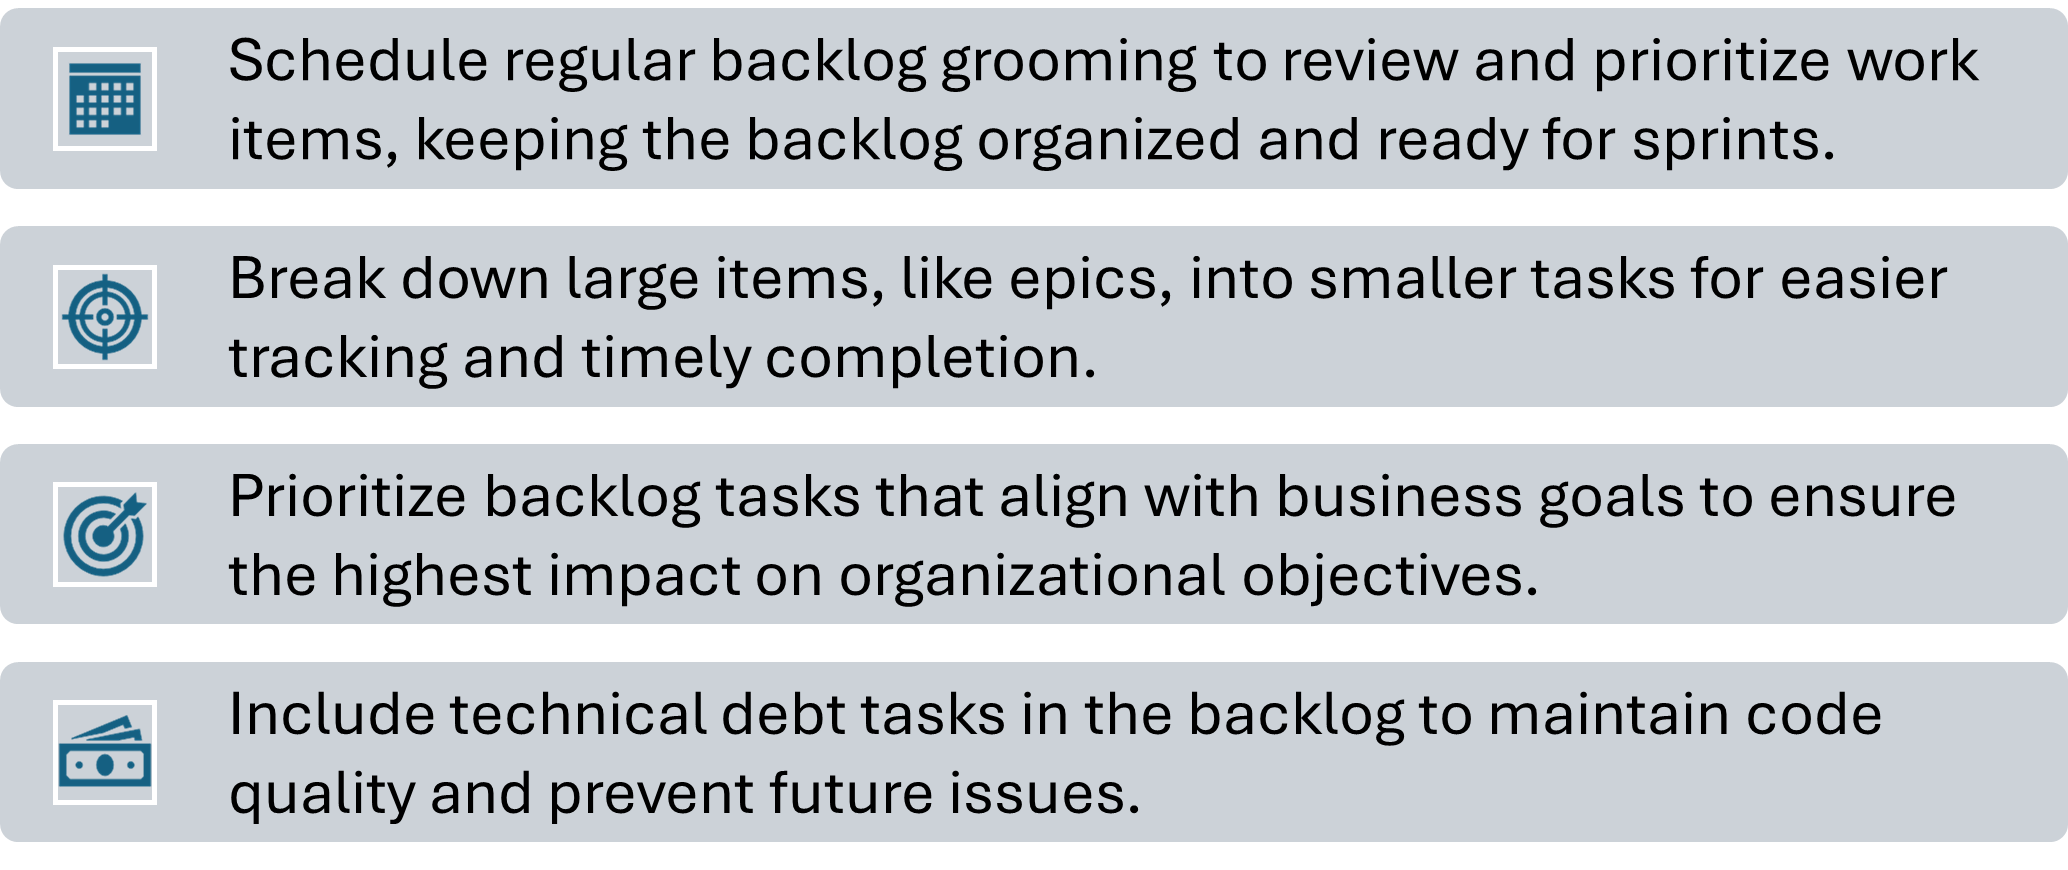 Schedule regular backlog grooming to review and prioritize work
items, keeping the backlog organized and ready for sprints.
Break down large items, like epics, into smaller tasks for easier
tracking and timely completion.
Prioritize backlog tasks that align with business goals to ensure
the highest impact on organizational objectives.
Include technical debt tasks in the backlog to maintain code
quality and prevent future issues.